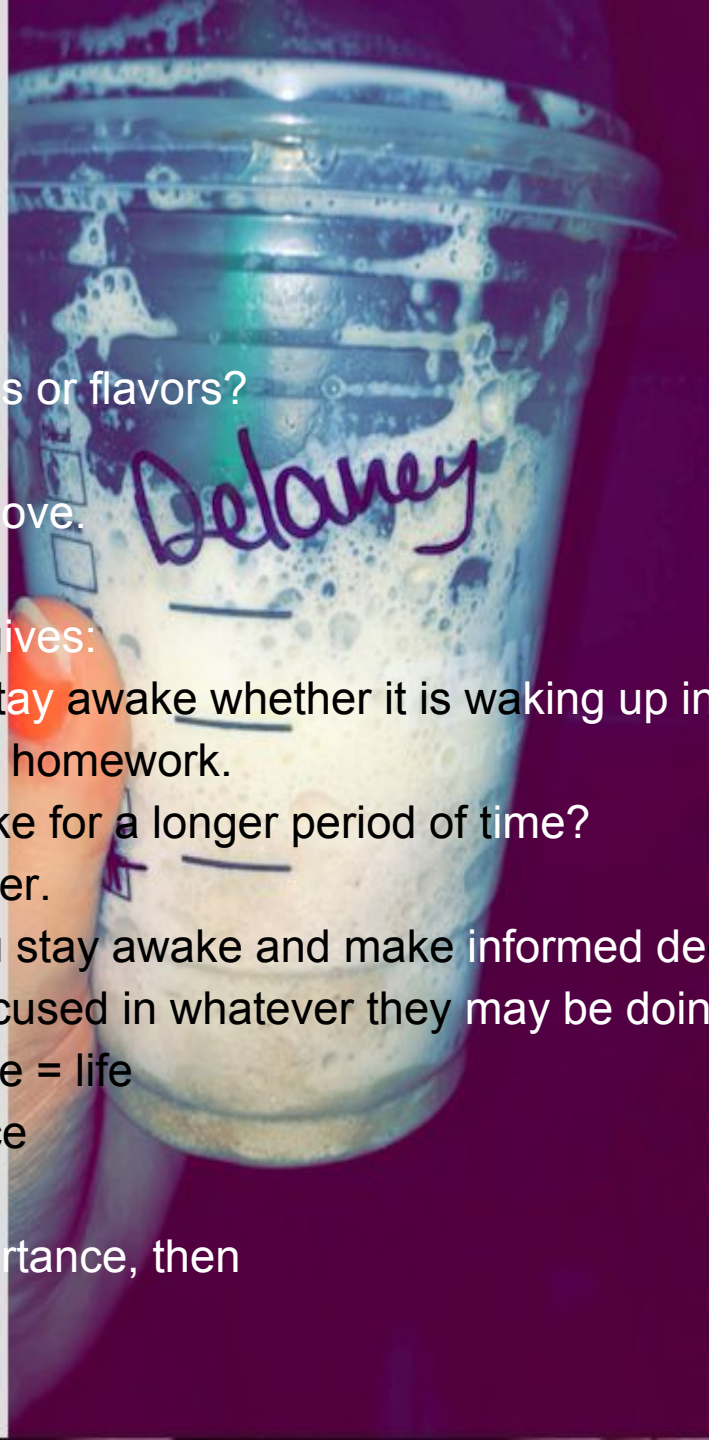 s or flavors?
Delaney
ove.
ives:
tay awake whether it is waking up in
homework.
ke for a longer period of time?
er.
stay awake and make informed de
cused in whatever they may be doin
e = life
ce
rtance, then